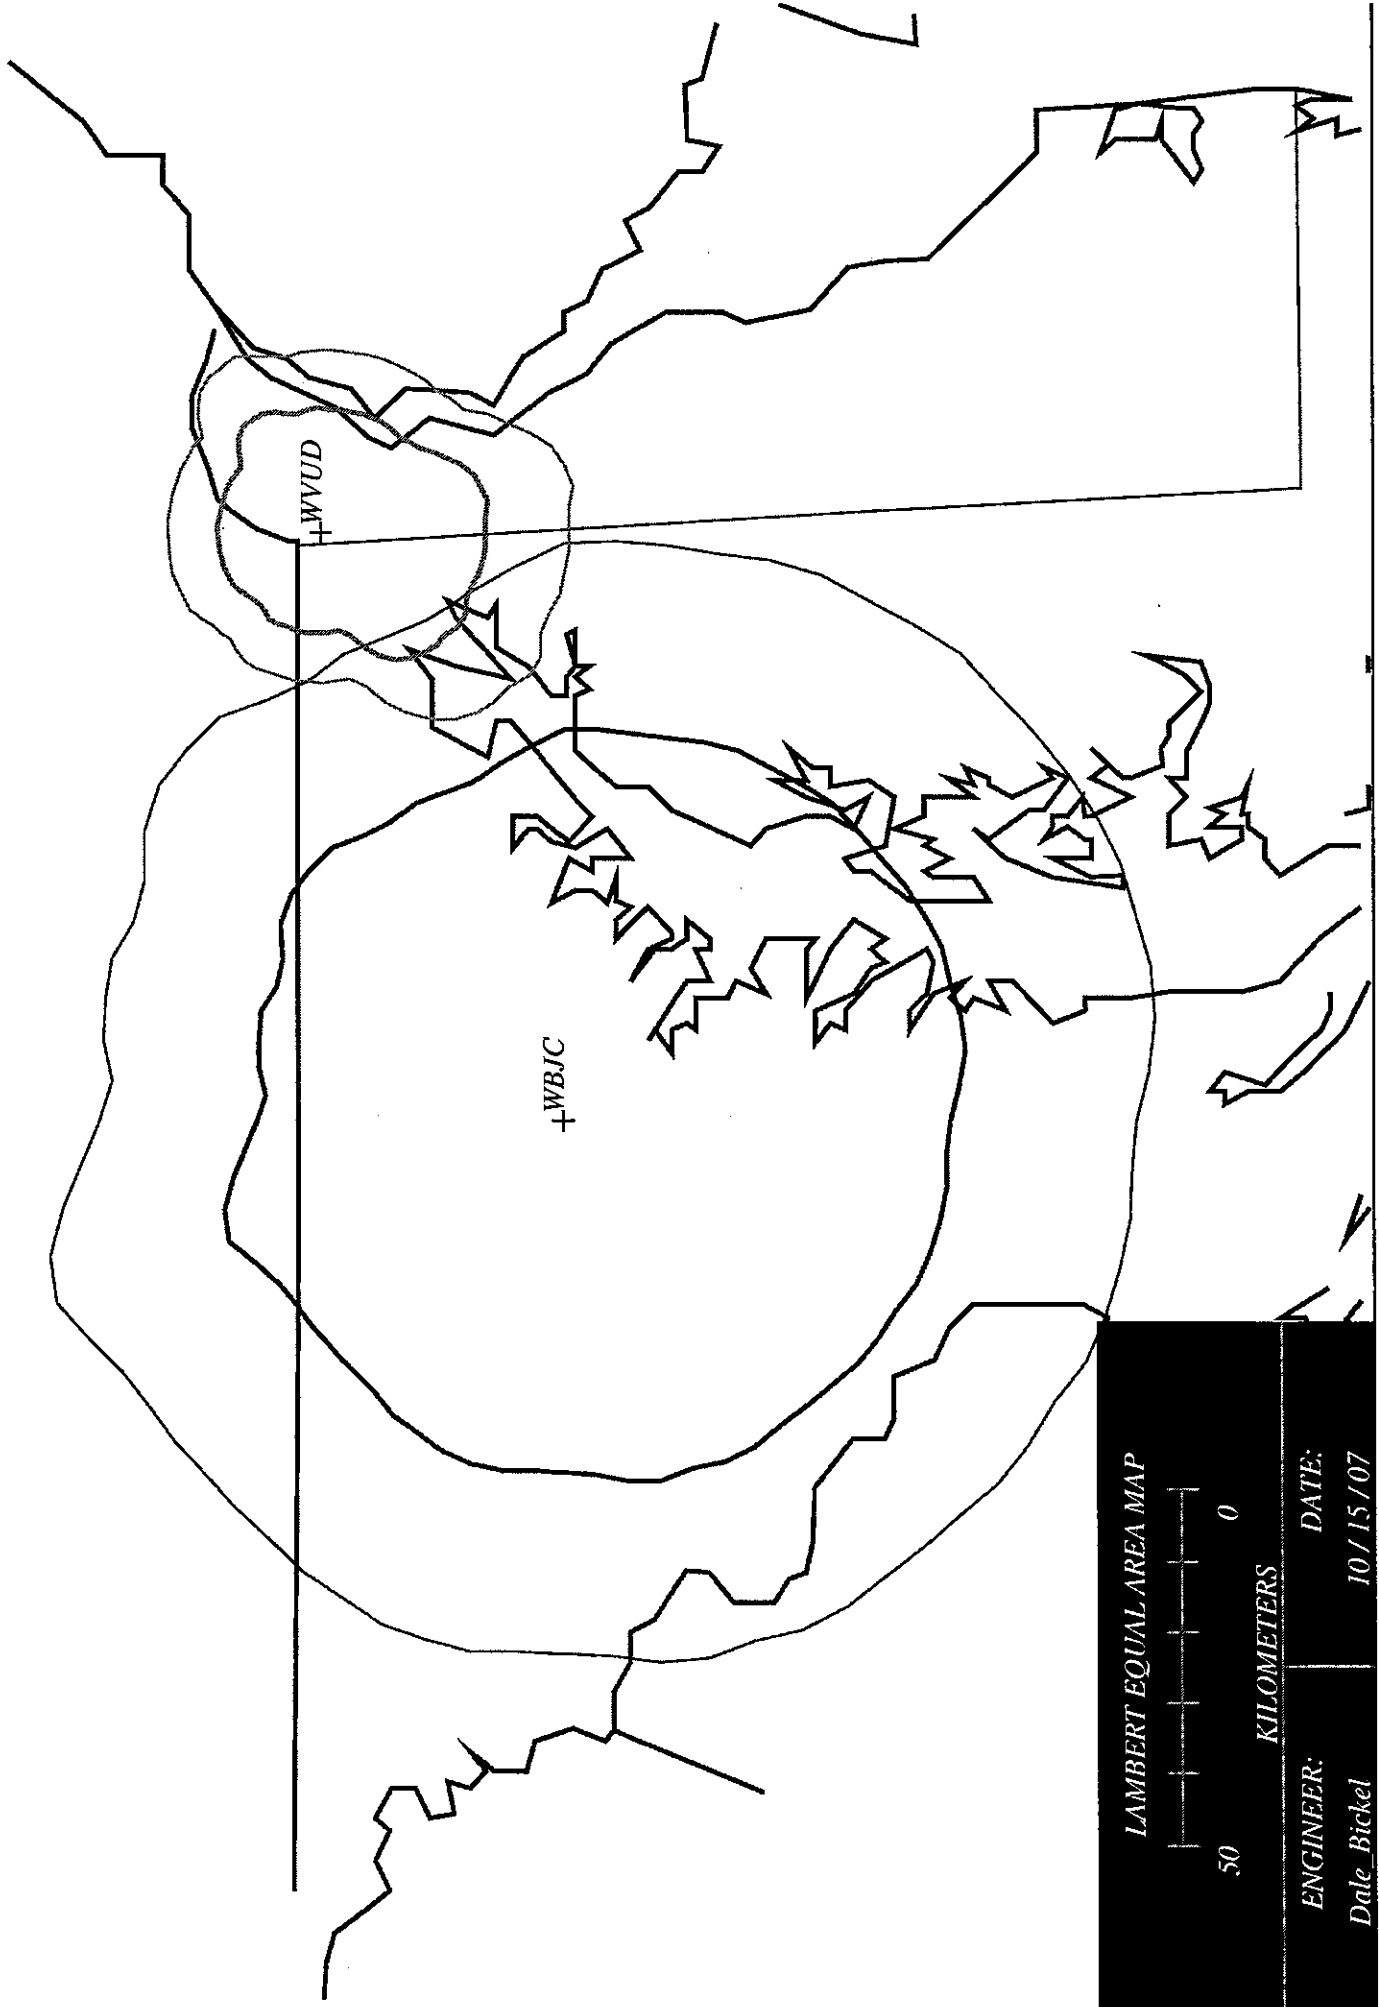 WVUD
WBJC
LAMBERT EQUAL AREA MAP
50 0
KILOMETERS
ENGINEER: DATE:
Dale_Bickel 10 / 15 / 07